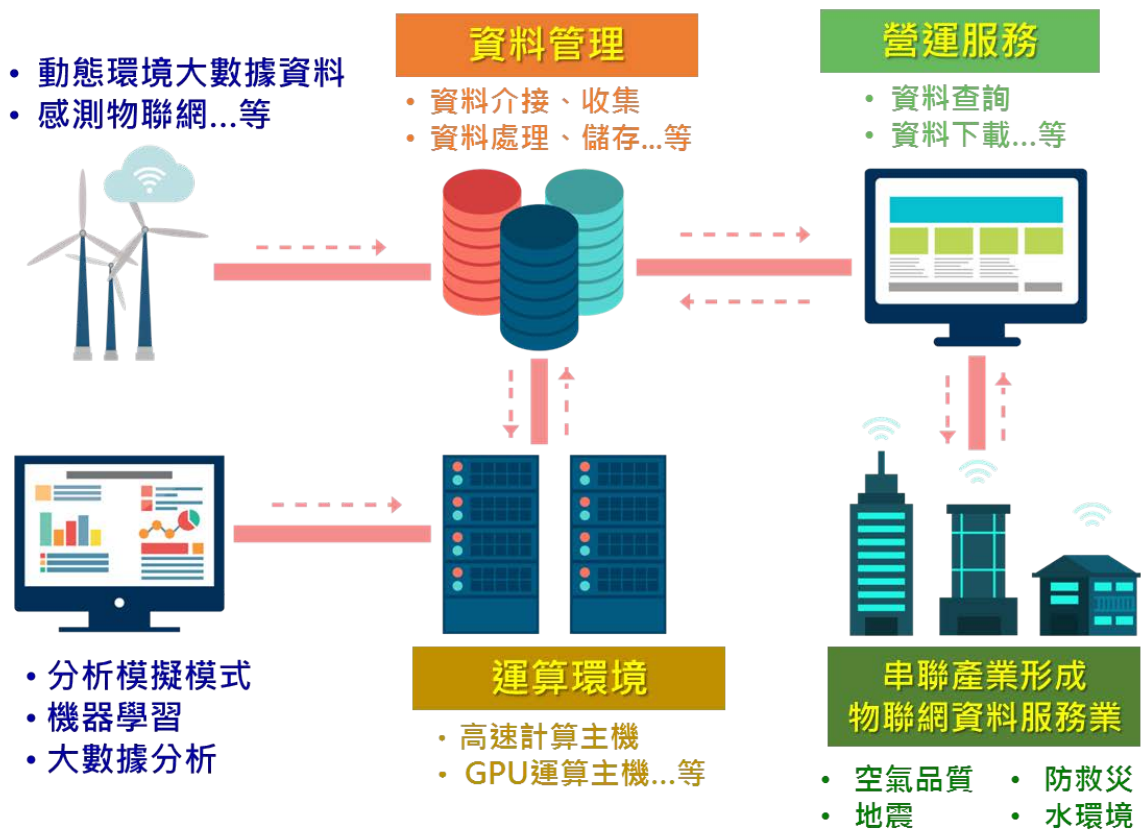 • 動態環境大數據資料
• 感測物聯網...等
資料管理
• 資料介接、收集
• 資料處理、儲存...等
營運服務
• 資料查詢
• 資料下載...等
• 分析模擬模式
• 機器學習
• 大數據分析
運算環境
• 高速計算主機
• GPU運算主機...等
串聯產業形成
物聯網資料服務業
• 空氣品質 • 防救災
• 地震 • 水環境